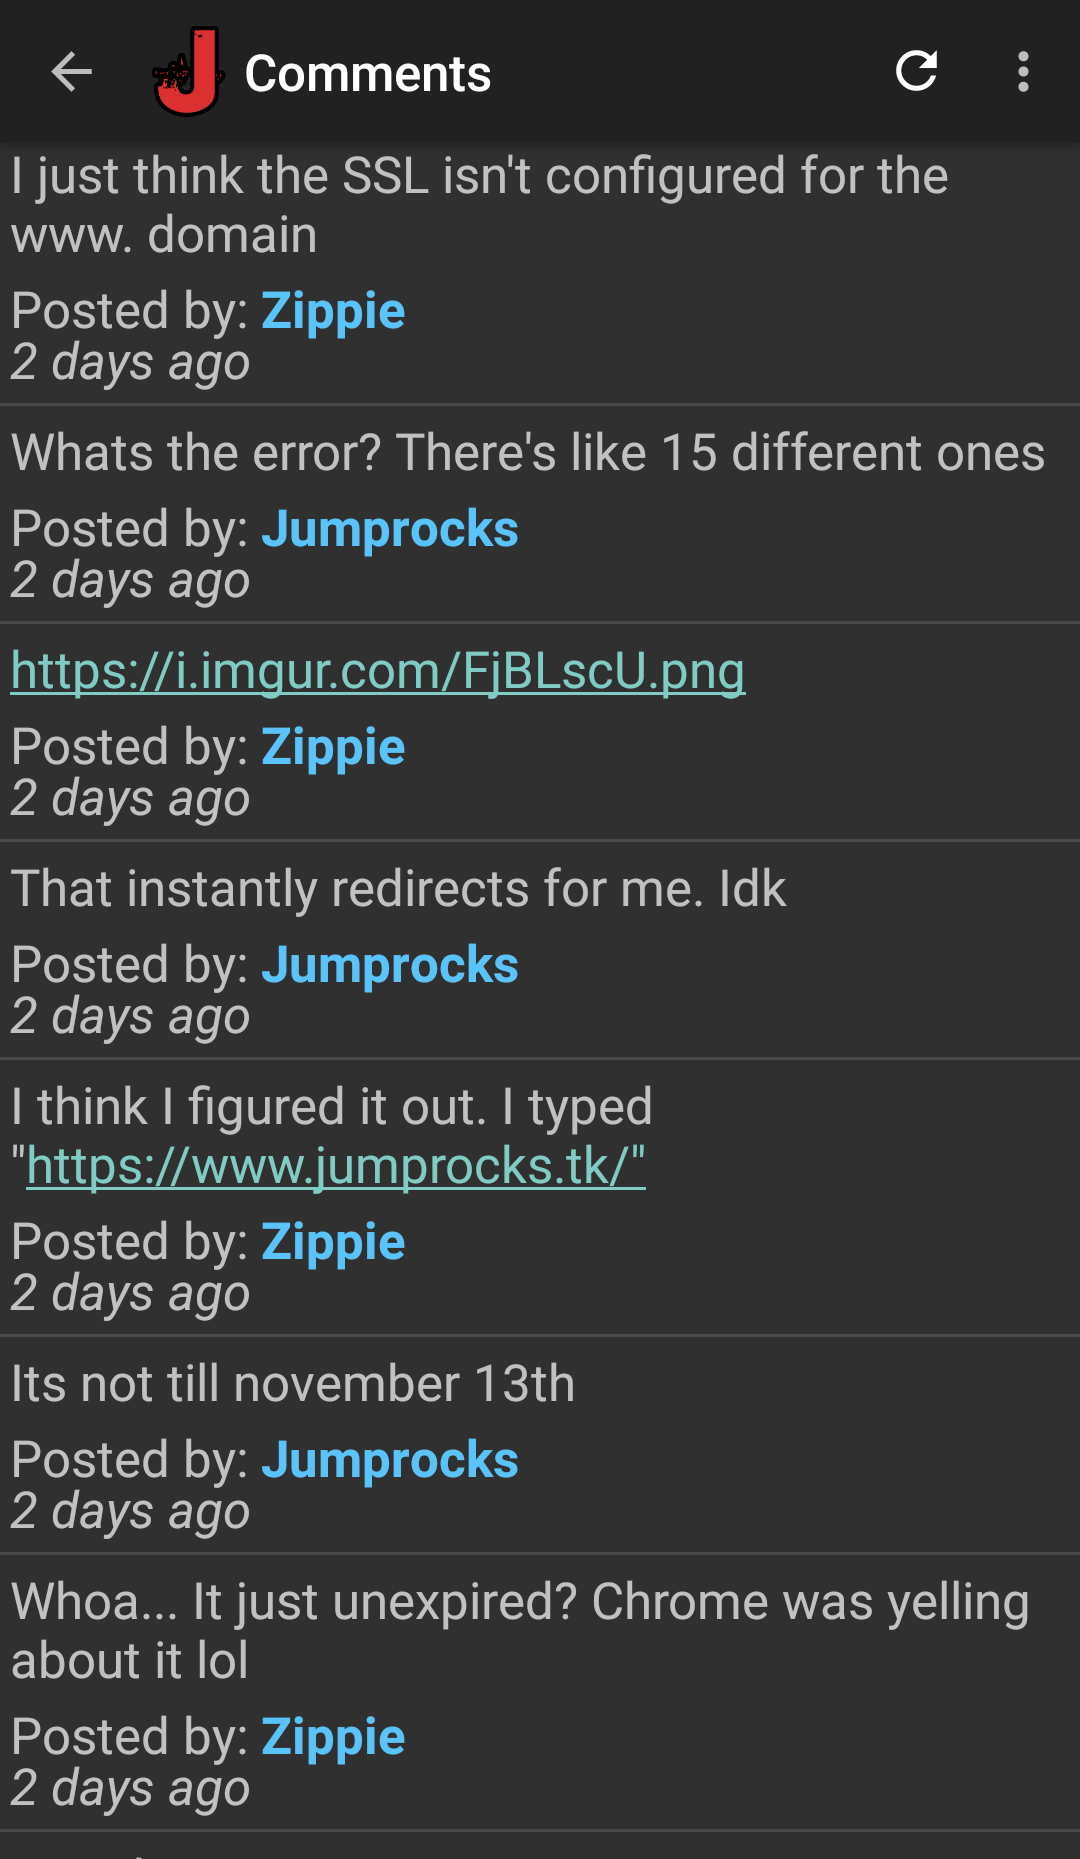 Comments
I just think the SSL isn't configured for the
www. domain
Posted by: Zippie
2 days ago
Whats the error? There's like 15 different ones
Posted by: Jumprocks
2 days ago
https://i.imgur.com/FjBLscU.png
Posted by: Zippie
2 days ago
That instantly redirects for me. Idk
Posted by: Jumprocks
2 days ago
I think I figured it out. I typed
"https://www.jumprocks.tk/"
Posted by: Zippie
2 days ago
Its not till november 13th
Posted by: Jumprocks
2 days ago
Whoa... It just unexpired? Chrome was yelling
about it lol
Posted by: Zippie
2 days ago